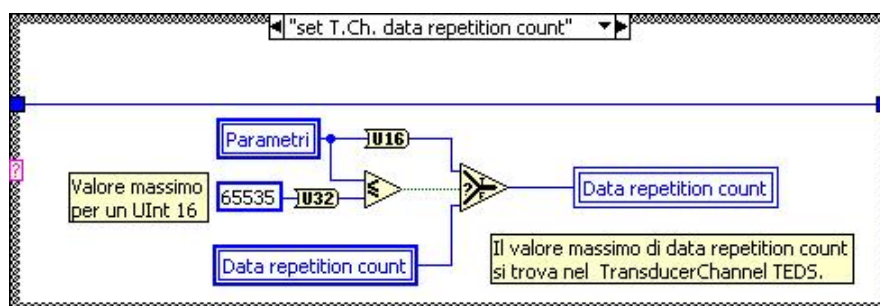 "set T.Ch. data repetition count"
Parametri
U16
Valore massimo
per un UInt 16
65535
U32
≤
?
T
F
?
Data repetition count
Data repetition count
Il valore massimo di data repetition count
si trova nel TransducerChannel TEDS.